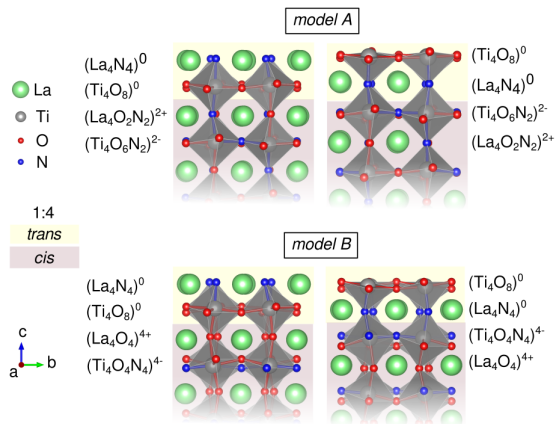 model A
(La₄N₄)⁰
(Ti₄O₈)⁰
(La₄O₂N₂)²⁺
(Ti₄O₆N₂)²⁻
(Ti₄O₈)⁰
(La₄N₄)⁰
(Ti₄O₆N₂)²⁻
(La₄O₂N₂)²⁺
La
Ti
O
N
1:4
trans
cis
model B
(La₄N₄)⁰
(Ti₄O₈)⁰
(La₄O₄)⁴⁺
(Ti₄O₄N₄)⁴⁻
(Ti₄O₈)⁰
(La₄N₄)⁰
(Ti₄O₄N₄)⁴⁻
(La₄O₄)⁴⁺
c
a
b